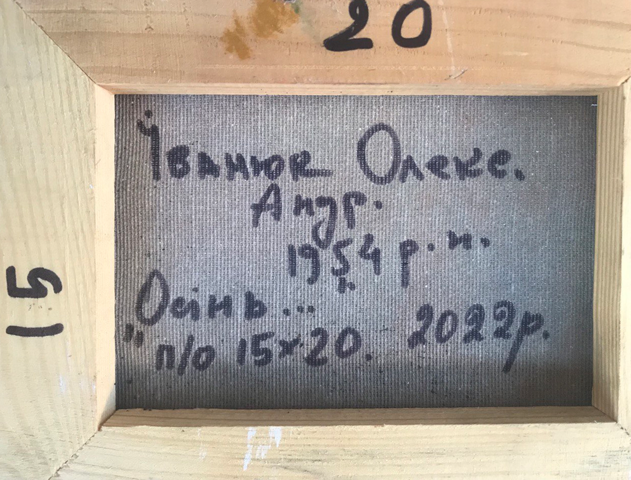 20
15
Іванюк Олекс.
Андр.
1954 р.н.
"Осінь..."
п/о 15×20. 2022р.